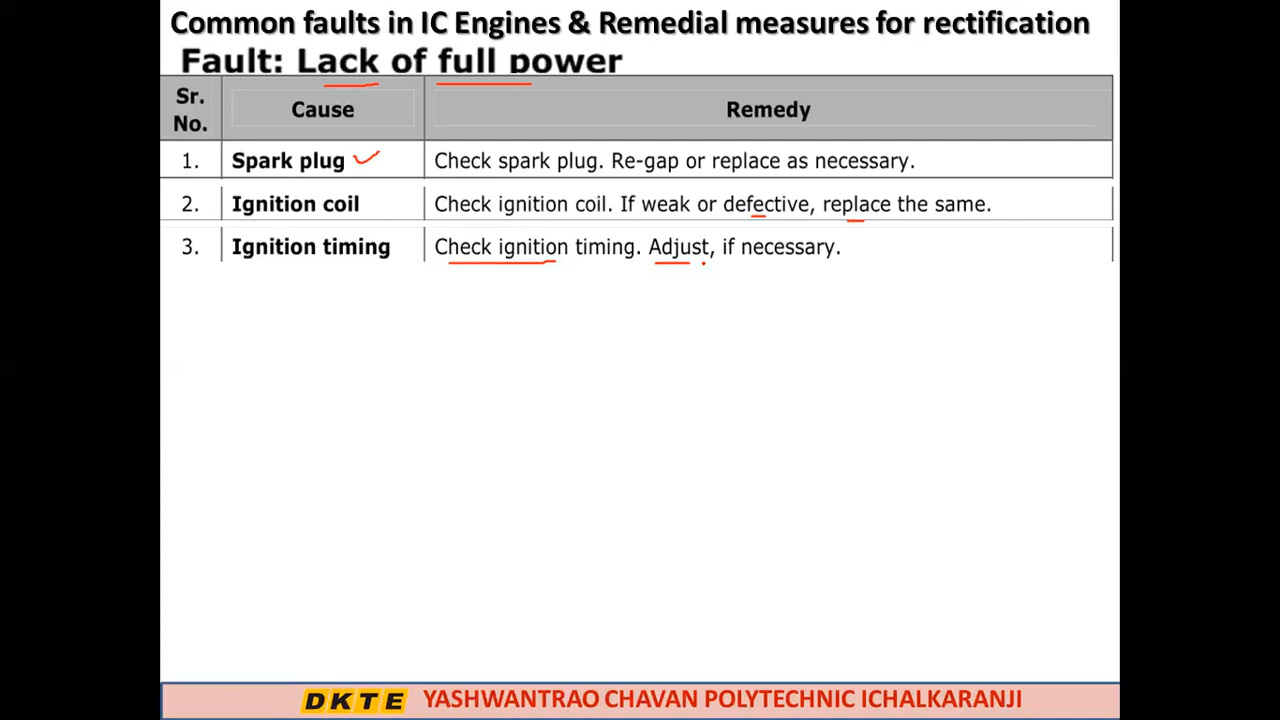 Common faults in IC Engines & Remedial measures for rectification
Fault: Lack of full power
Sr. No. Cause Remedy
1. Spark plug Check spark plug. Re-gap or replace as necessary.
2. Ignition coil Check ignition coil. If weak or defective, replace the same.
3. Ignition timing Check ignition timing. Adjust, if necessary.
DKTE YASHWANTRAO CHAVAN POLYTECHNIC ICHALKARANJI